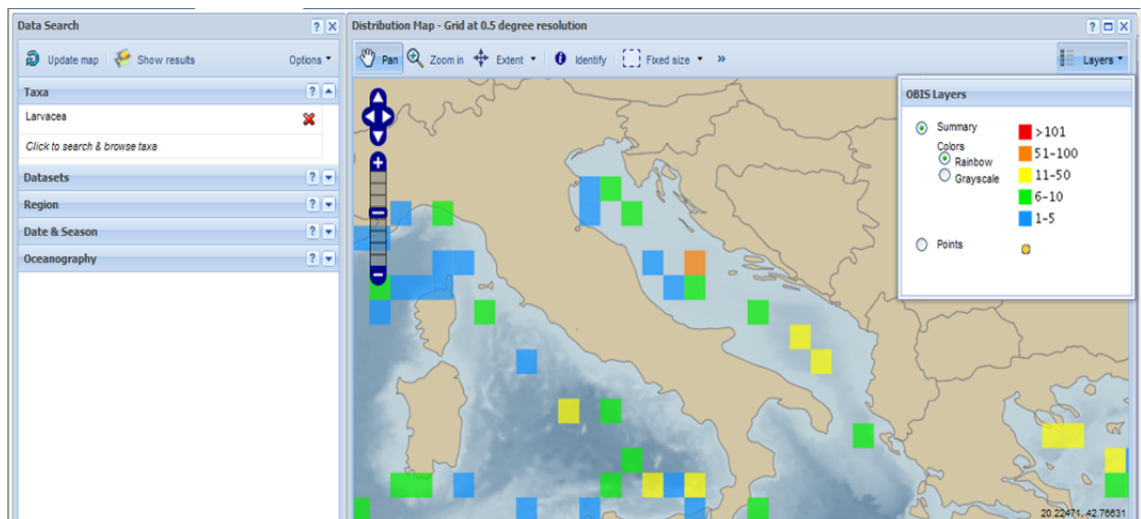 Data Search
Update map Show results Options
Taxa
Larvacea
Click to search & browse taxa
Datasets
Region
Date & Season
Oceanography
Distribution Map - Grid at 0.5 degree resolution
Pan Zoom in Extent Identify Fixed size » Layers
OBIS Layers
Summary
Colors
Rainbow
Grayscale
>101
51-100
11-50
6-10
1-5
Points
20.22471, 42.76631